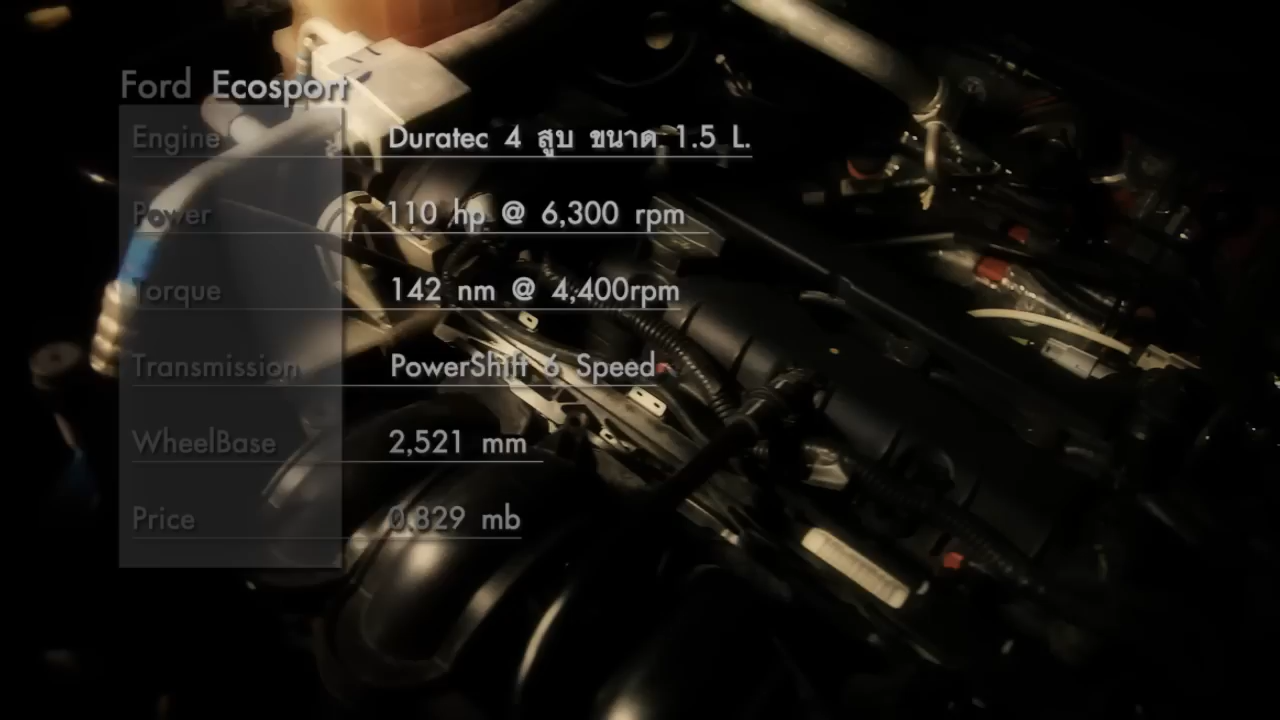 Ford Ecosport
Engine Duratec 4 สูบ ขนาด 1.5 L.
Power 110 hp @ 6,300 rpm
Torque 142 nm @ 4,400rpm
Transmission PowerShift 6 Speed
WheelBase 2,521 mm
Price 0.829 mb